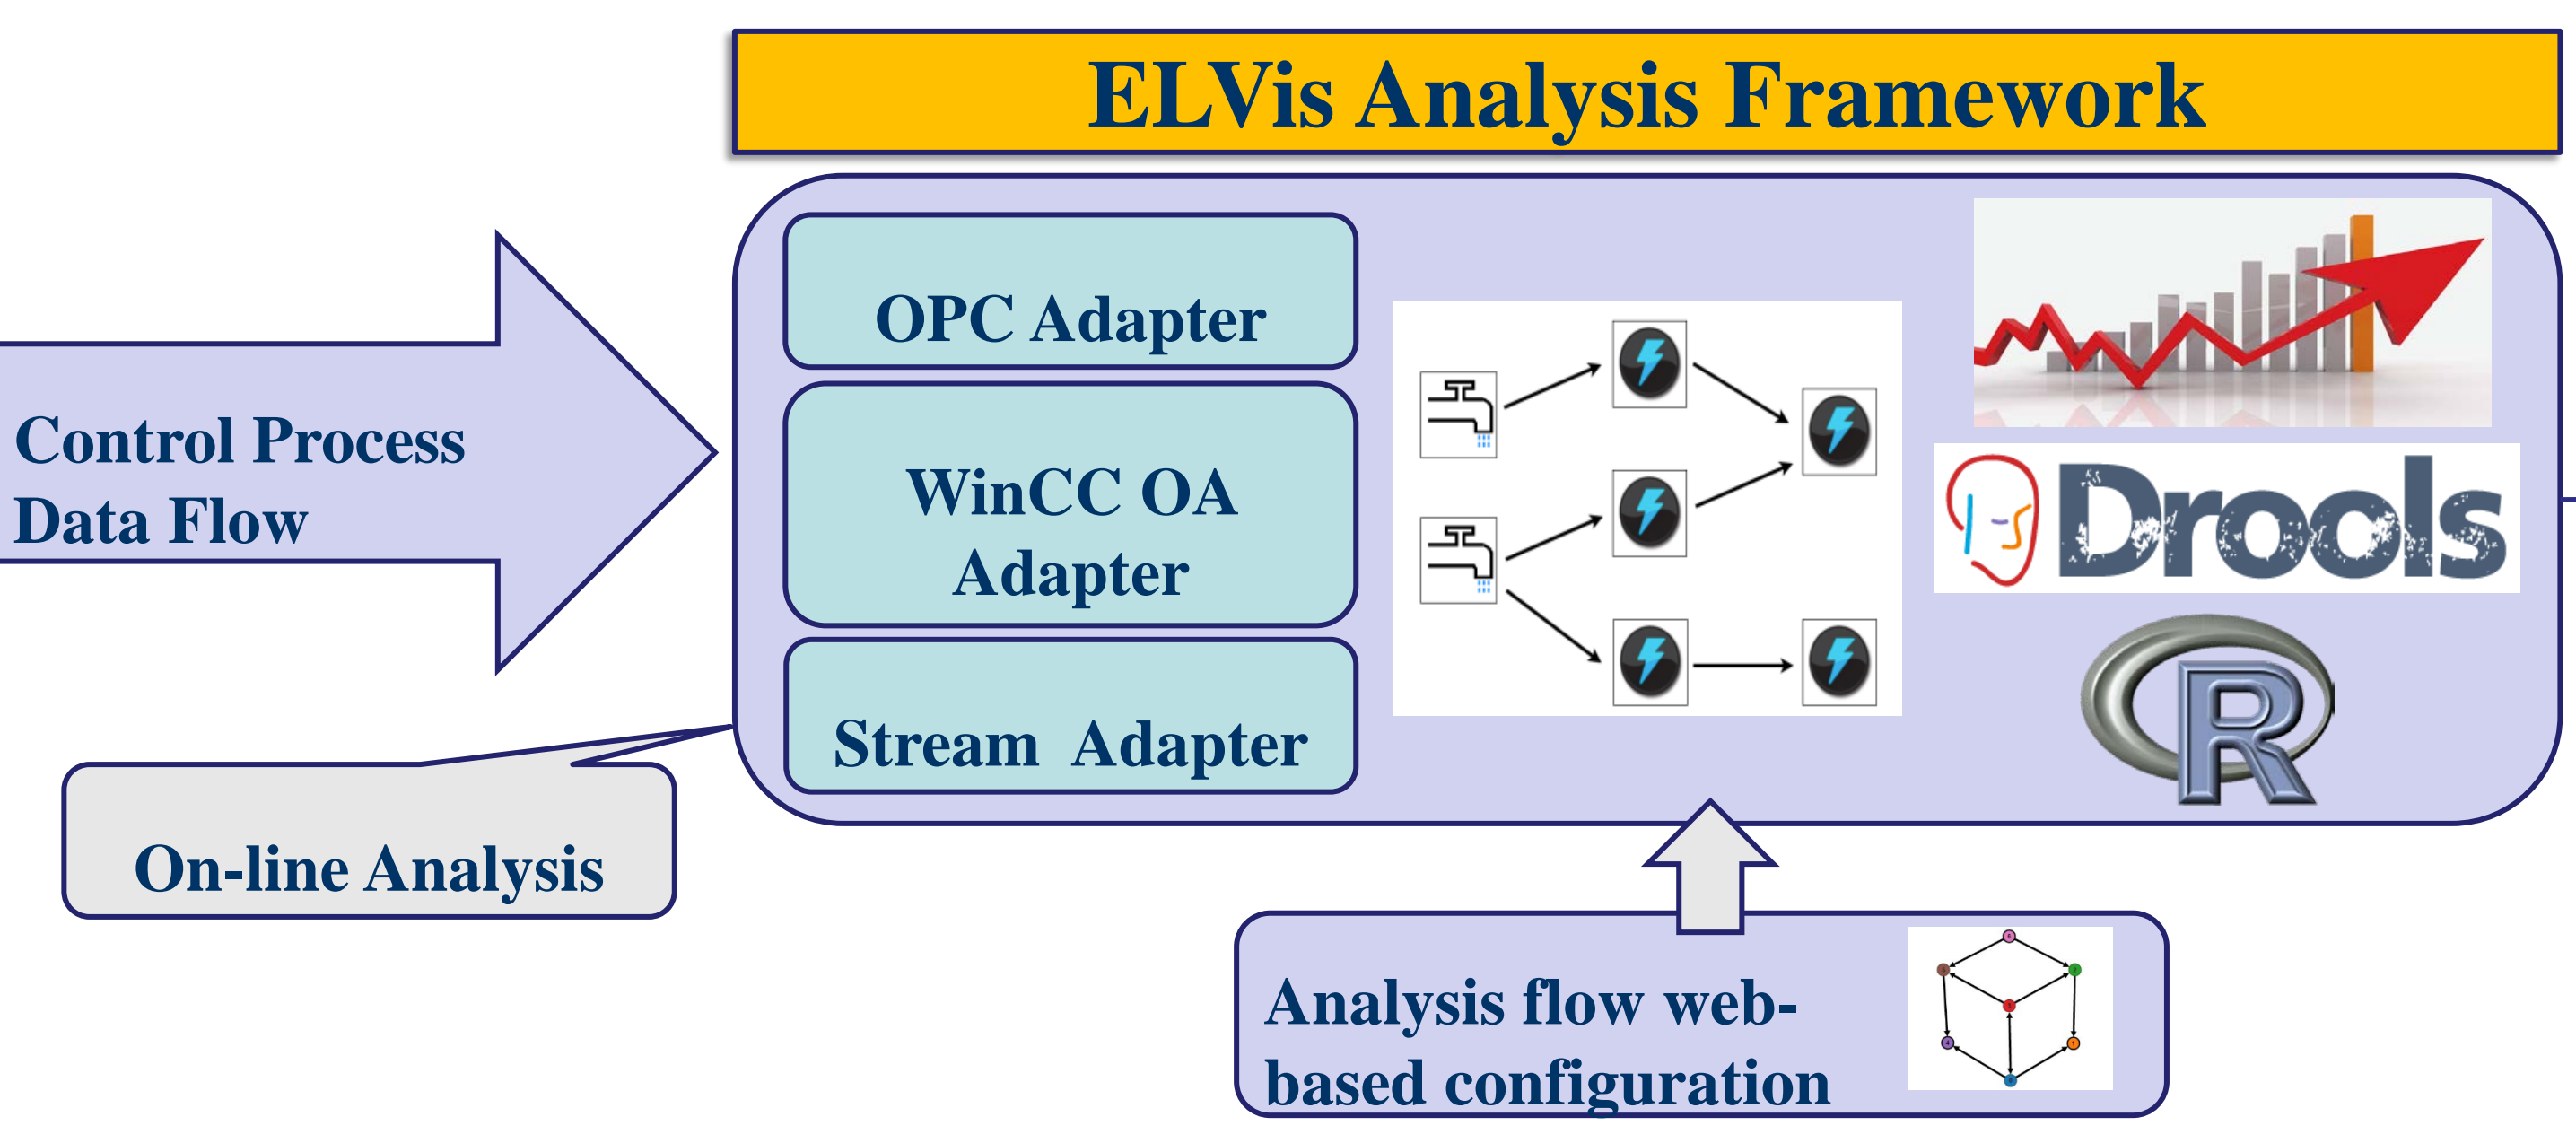 ELVis Analysis Framework
OPC Adapter
Control Process
Data Flow
WinCC OA
Adapter
Drools
R
Stream Adapter
On-line Analysis
Analysis flow web-
based configuration